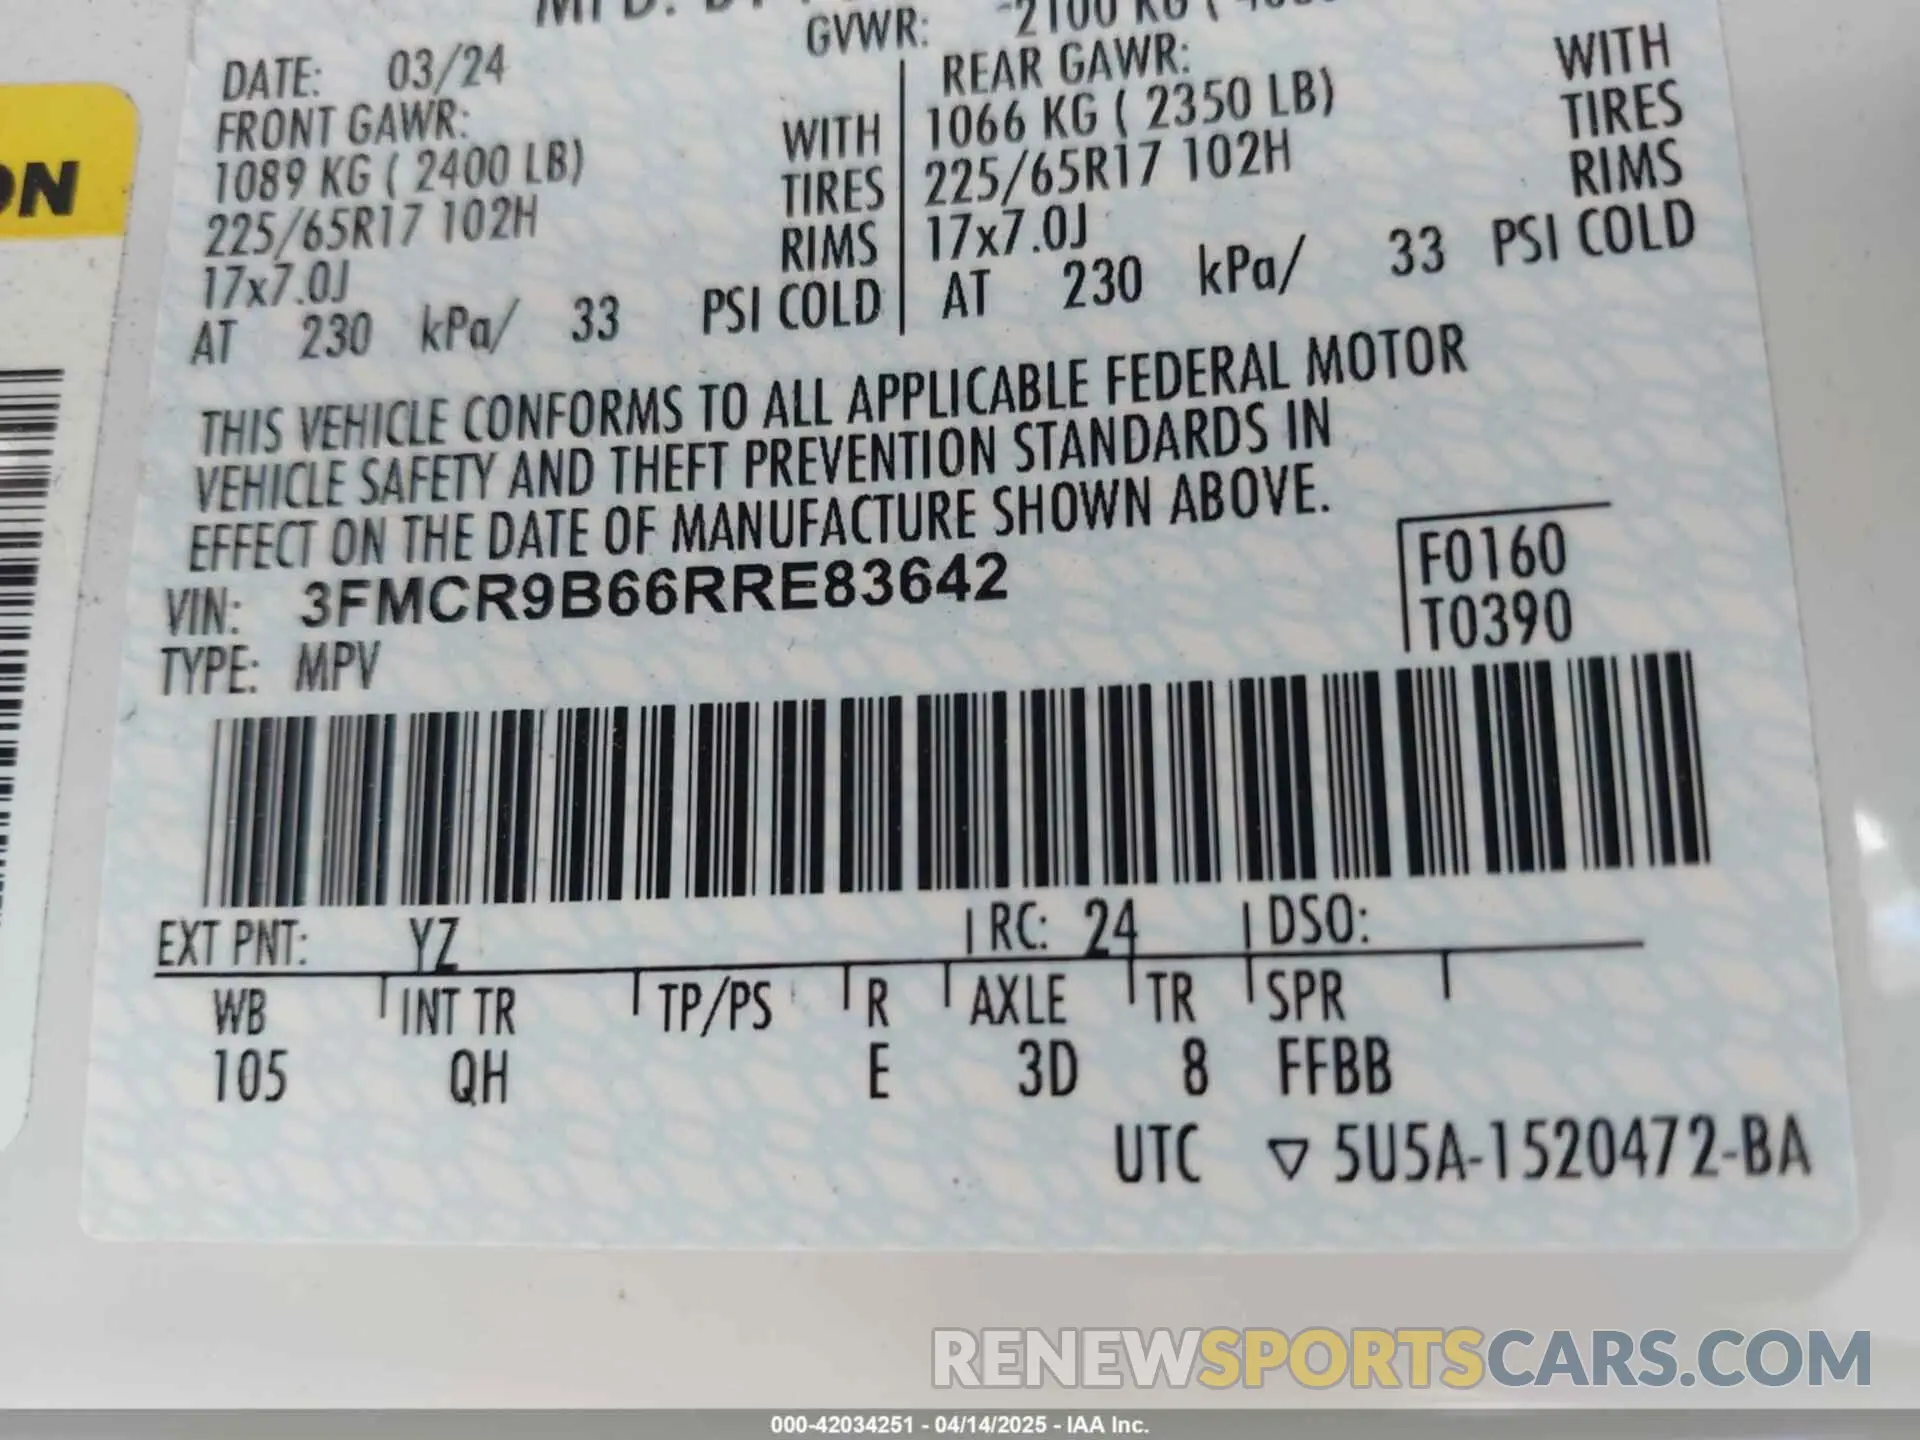 GVWR: 2100 KG (
DATE: 03/24
FRONT GAWR:
1089 KG ( 2400 LB) WITH
225/65R17 102H TIRES
17x7.0J RIMS
AT 230 kPa/ 33 PSI COLD
REAR GAWR: WITH
1066 KG ( 2350 LB) TIRES
225/65R17 102H RIMS
17x7.0J
AT 230 kPa/ 33 PSI COLD
THIS VEHICLE CONFORMS TO ALL APPLICABLE FEDERAL MOTOR
VEHICLE SAFETY AND THEFT PREVENTION STANDARDS IN
EFFECT ON THE DATE OF MANUFACTURE SHOWN ABOVE.
VIN: 3FMCR9B66RRE83642
TYPE: MPV
F0160
T0390
EXT PNT: YZ RC: 24 DSO:
WB INT TR TP/PS R AXLE TR SPR
105 QH E 3D 8 FFBB
UTC ▽ 5U5A-1520472-BA
ON
RENEWSPORTSCARS.COM
000-42034251 - 04/14/2025 - IAA Inc.